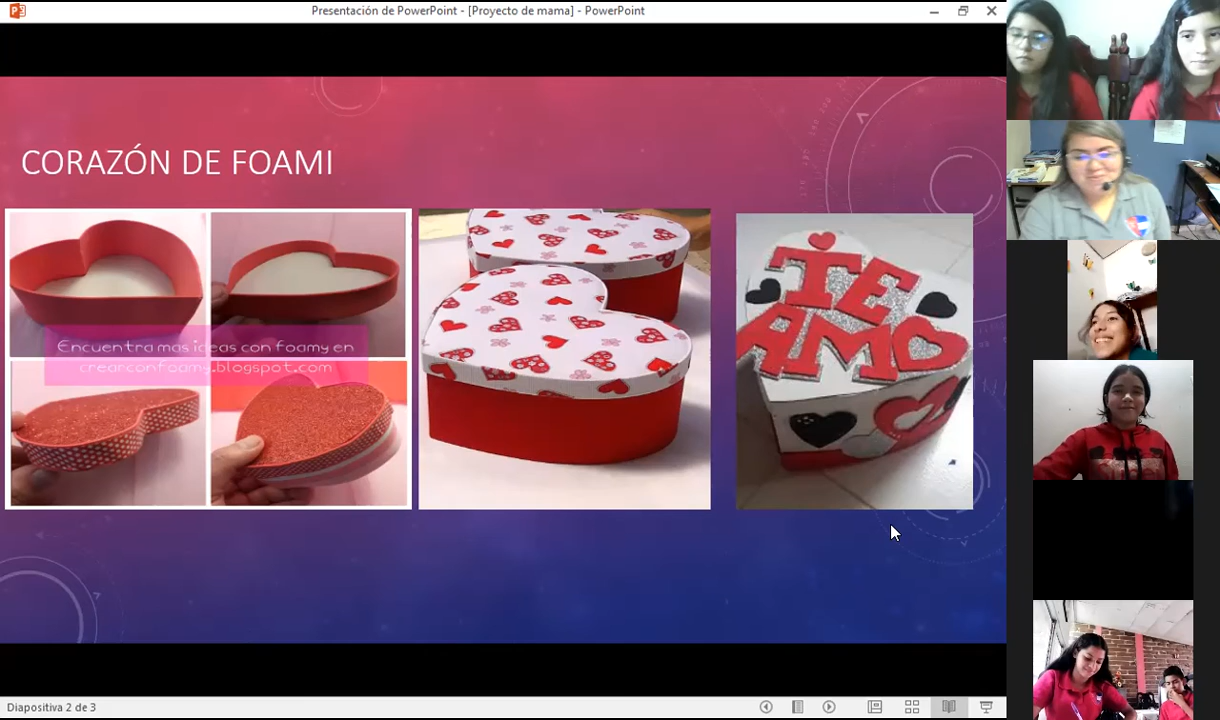 Presentación de PowerPoint - [Proyecto de mama] - PowerPoint
CORAZÓN DE FOAMI
Encuentra mas ideas con foamy en
crearconfoamy.blogspot.com
TE
AMO
Diapositiva 2 de 3